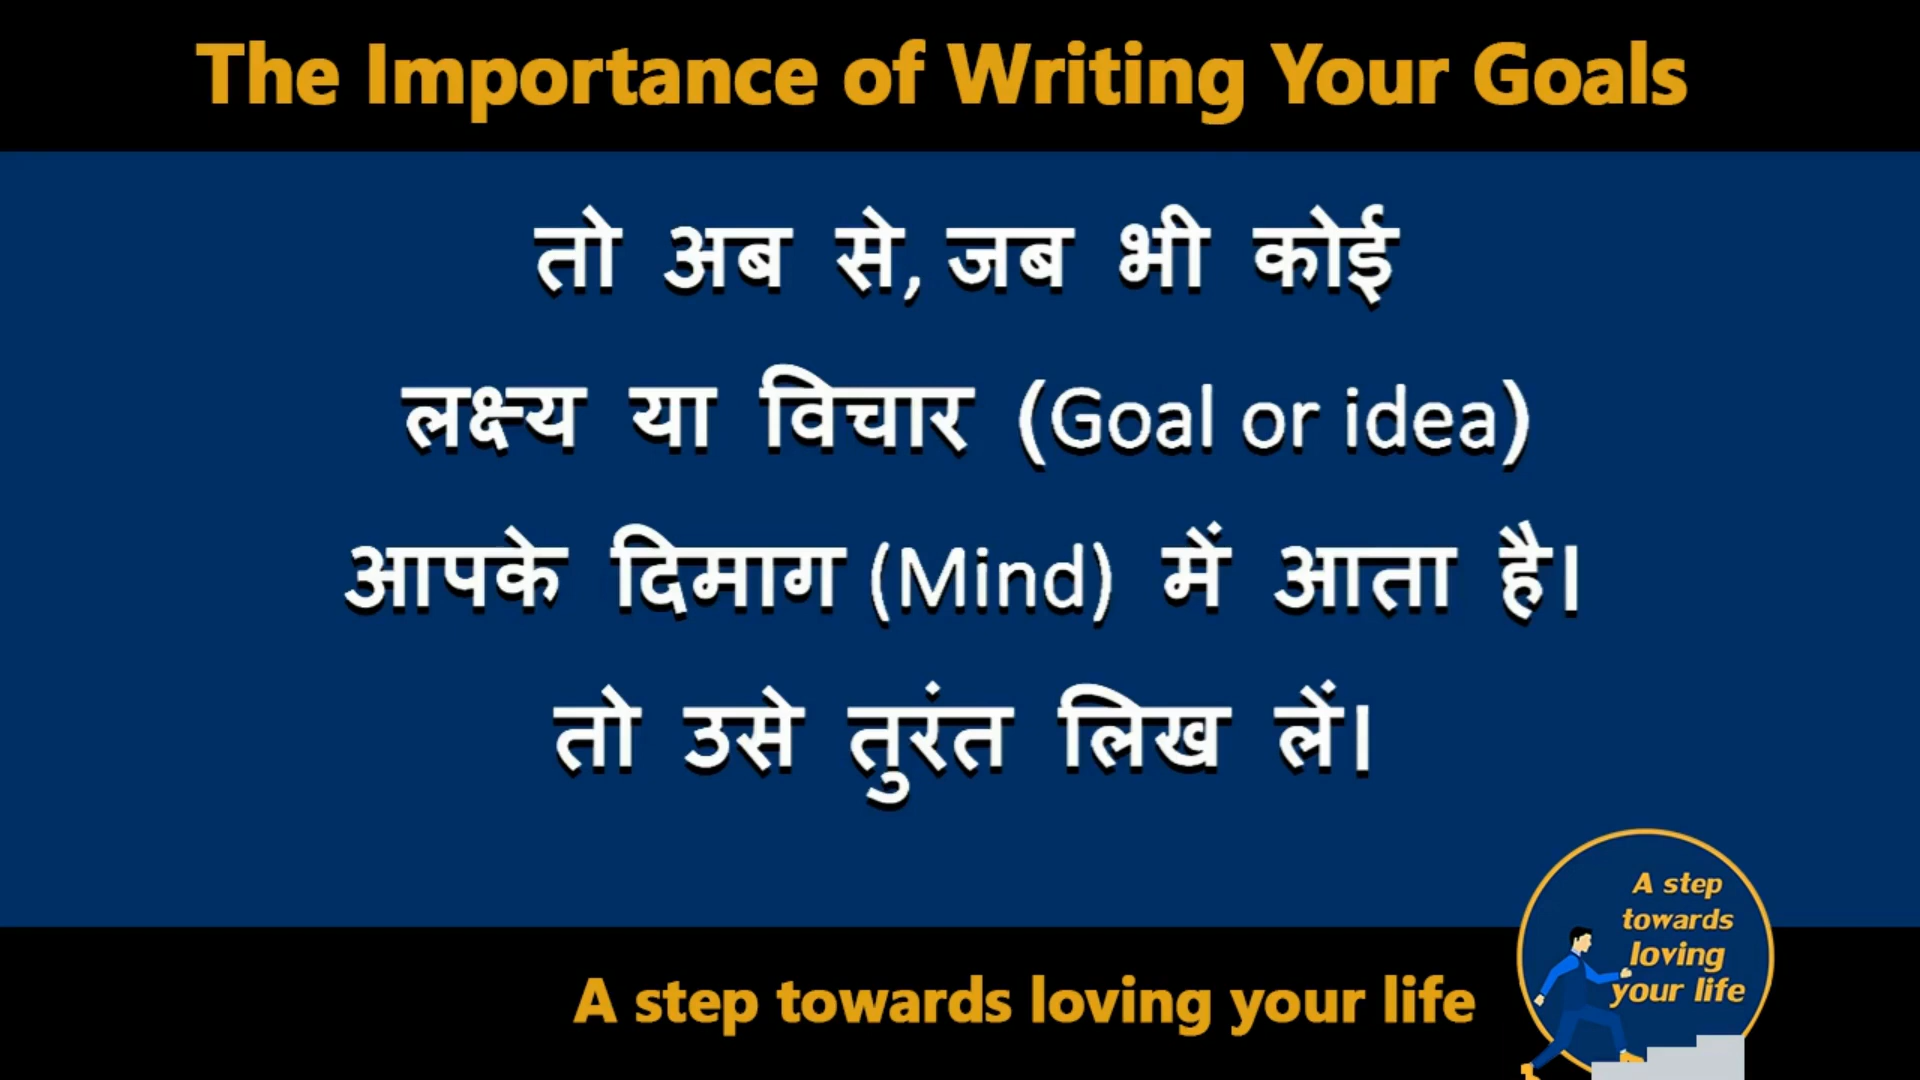 The Importance of Writing Your Goals
तो अब से, जब भी कोई
लक्ष्य या विचार (Goal or idea)
आपके दिमाग (Mind) में आता है।
तो उसे तुरंत लिख लें।
A step towards loving your life
A step
towards
loving
your life